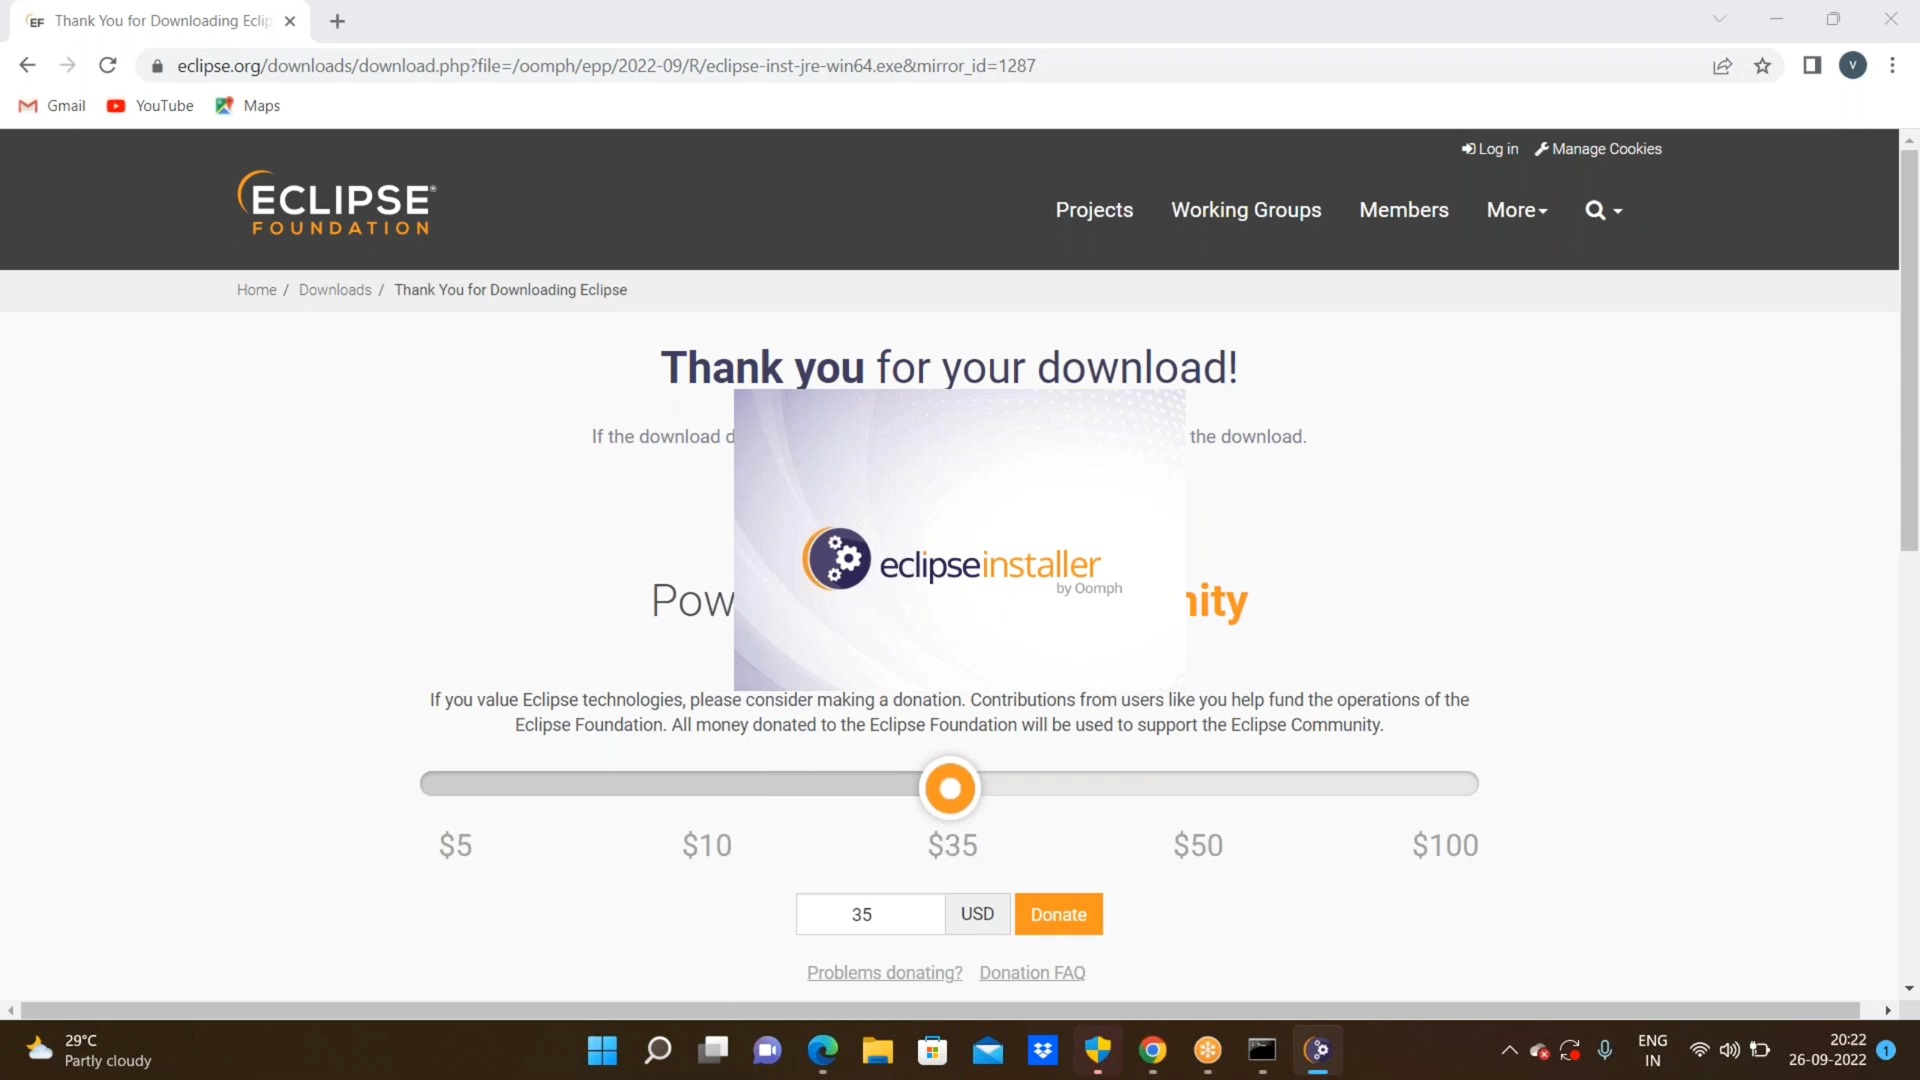 EF Thank You for Downloading Eclip
eclipse.org/downloads/download.php?file=/oomph/epp/2022-09/R/eclipse-inst-jre-win64.exe&mirror_id=1287
V
Gmail YouTube Maps
Log in Manage Cookies
ECLIPSE®
FOUNDATION
Projects Working Groups Members More
Home / Downloads / Thank You for Downloading Eclipse
Thank you for your download!
If the download d the download.
eclipseinstaller
by Oomph
Pow nity
If you value Eclipse technologies, please consider making a donation. Contributions from users like you help fund the operations of the
Eclipse Foundation. All money donated to the Eclipse Foundation will be used to support the Eclipse Community.
$5 $10 $35 $50 $100
35 USD Donate
Problems donating? Donation FAQ
29°C
Partly cloudy
ENG
IN
20:22
26-09-2022
1